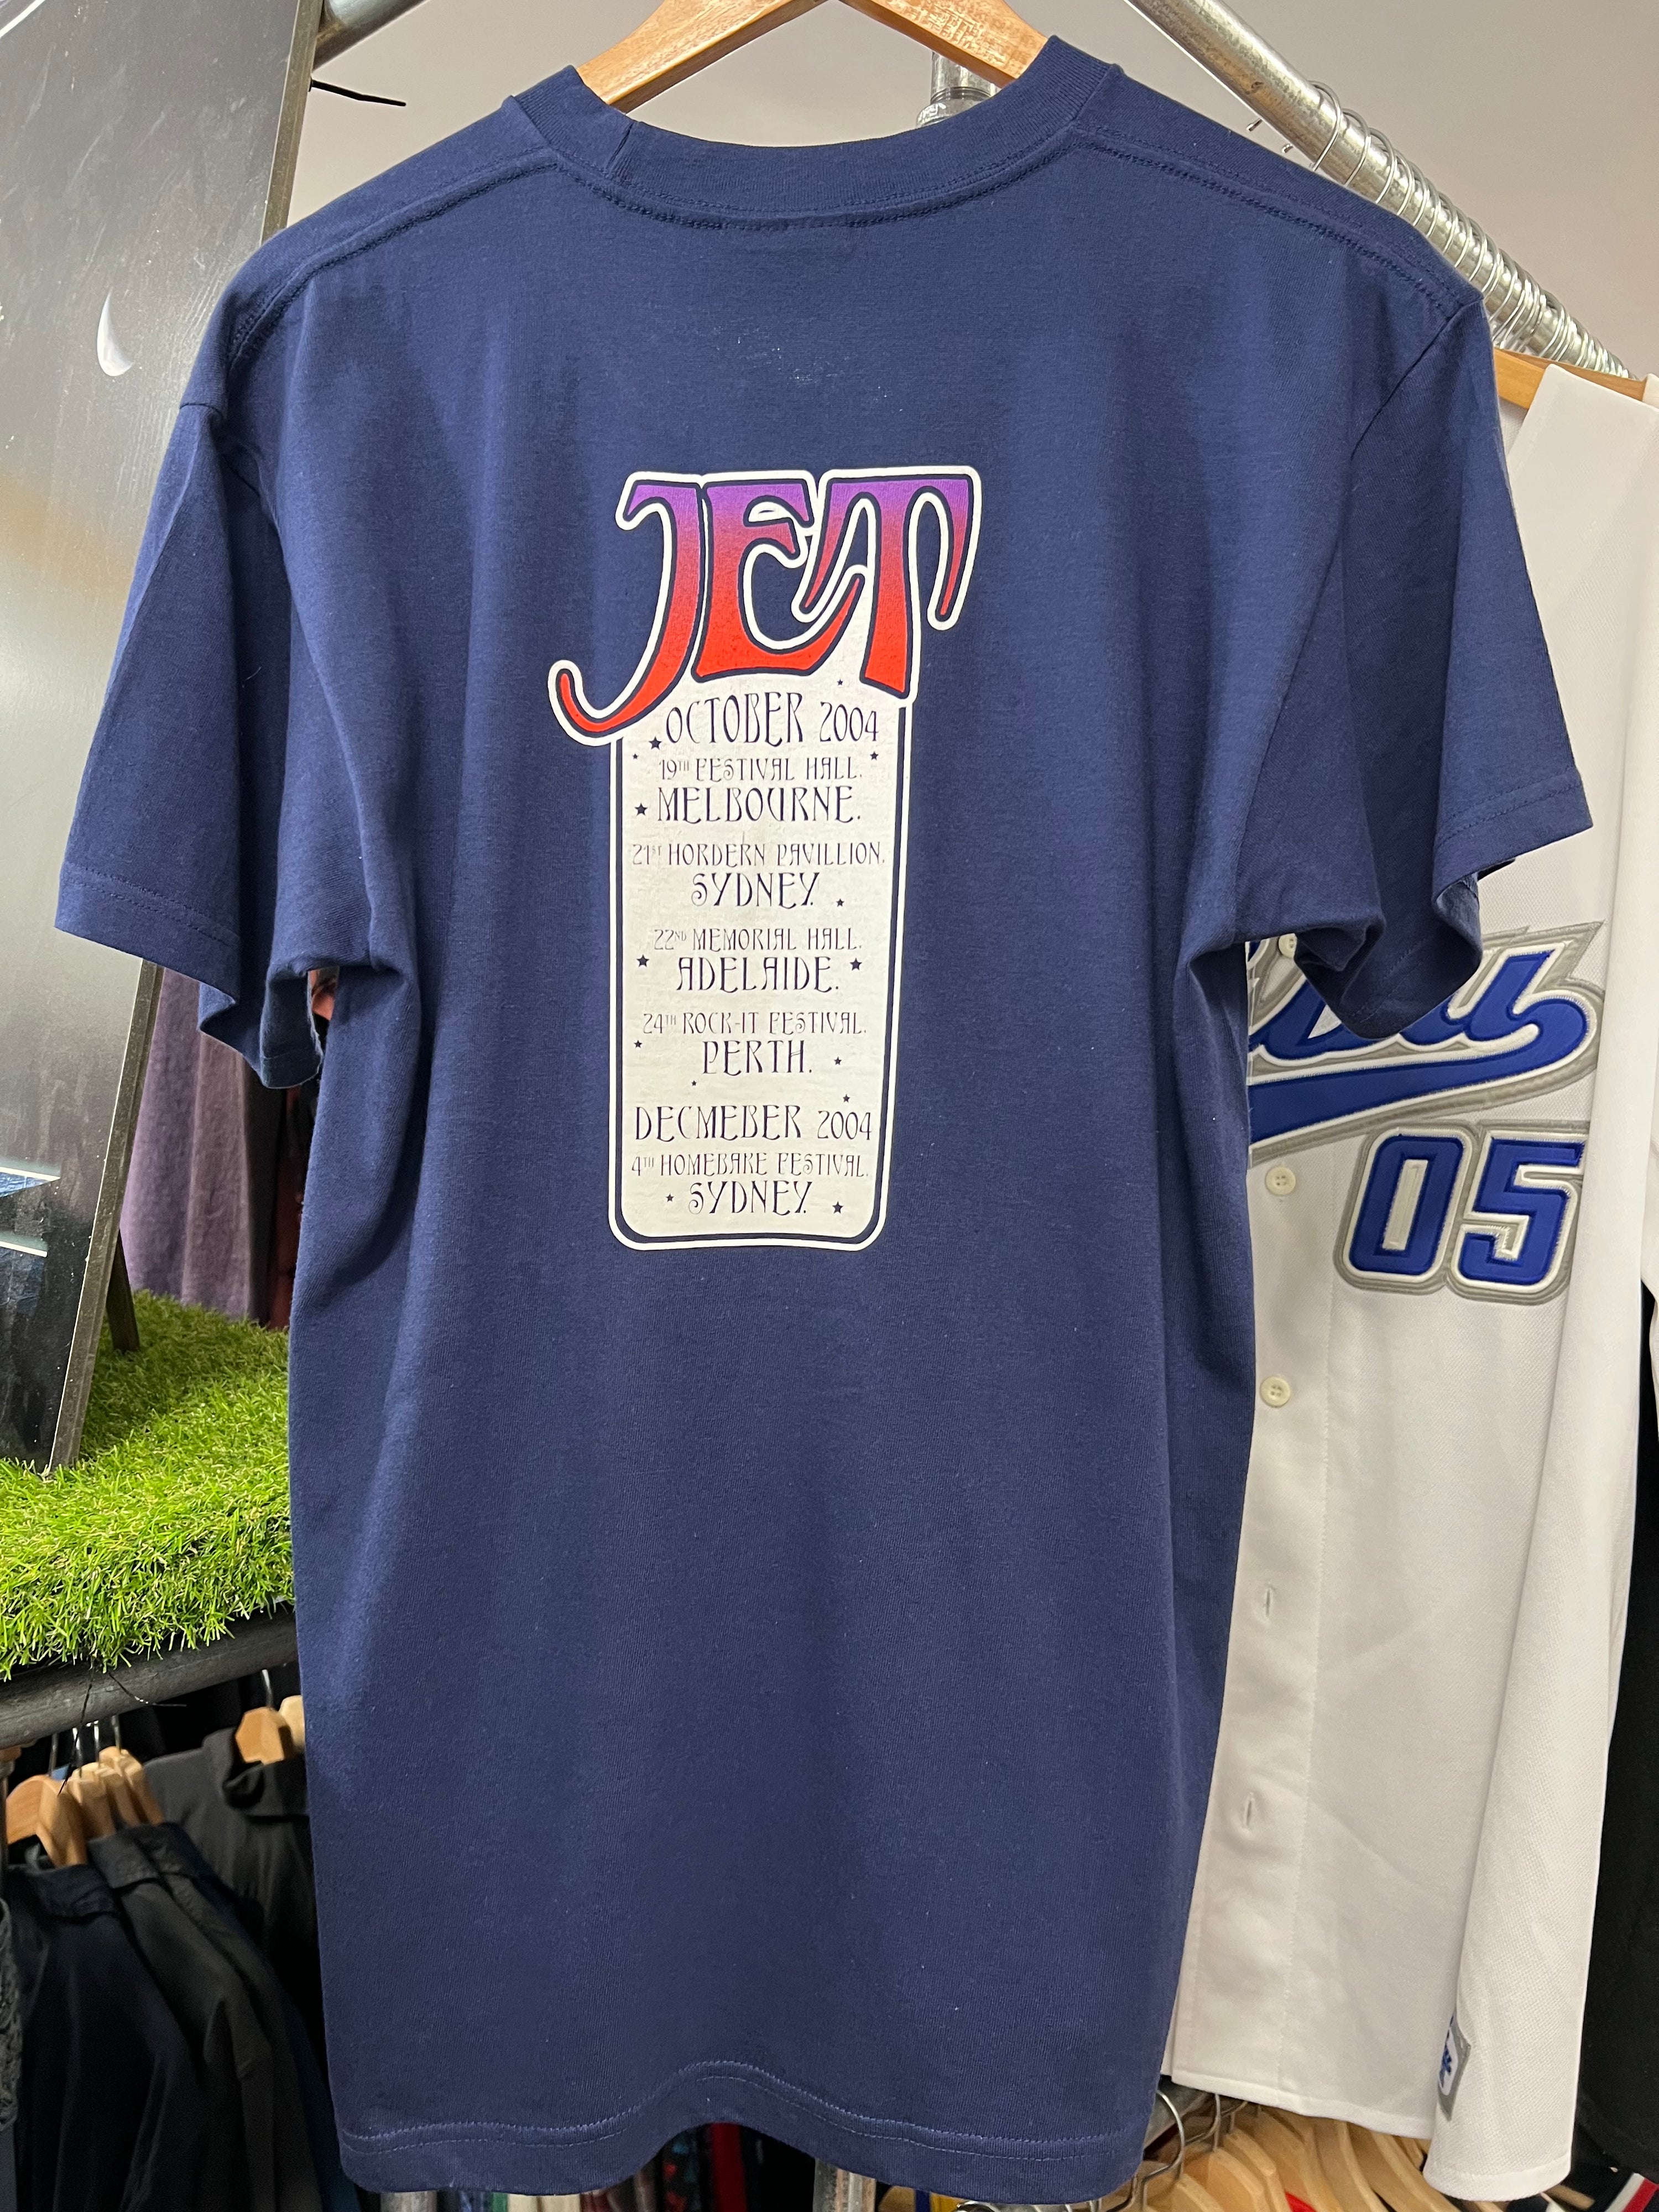 JET
OCTOBER 2004
19TH FESTIVAL HALL.
MELBOURNE.
21ST HORDERN PAVILLION.
SYDNEY.
22ND MEMORIAL HALL.
ADELAIDE.
24TH ROCK-IT FESTIVAL.
PERTH.
DECMEBER 2004
4TH HOMEBAKE FESTIVAL.
SYDNEY.
05